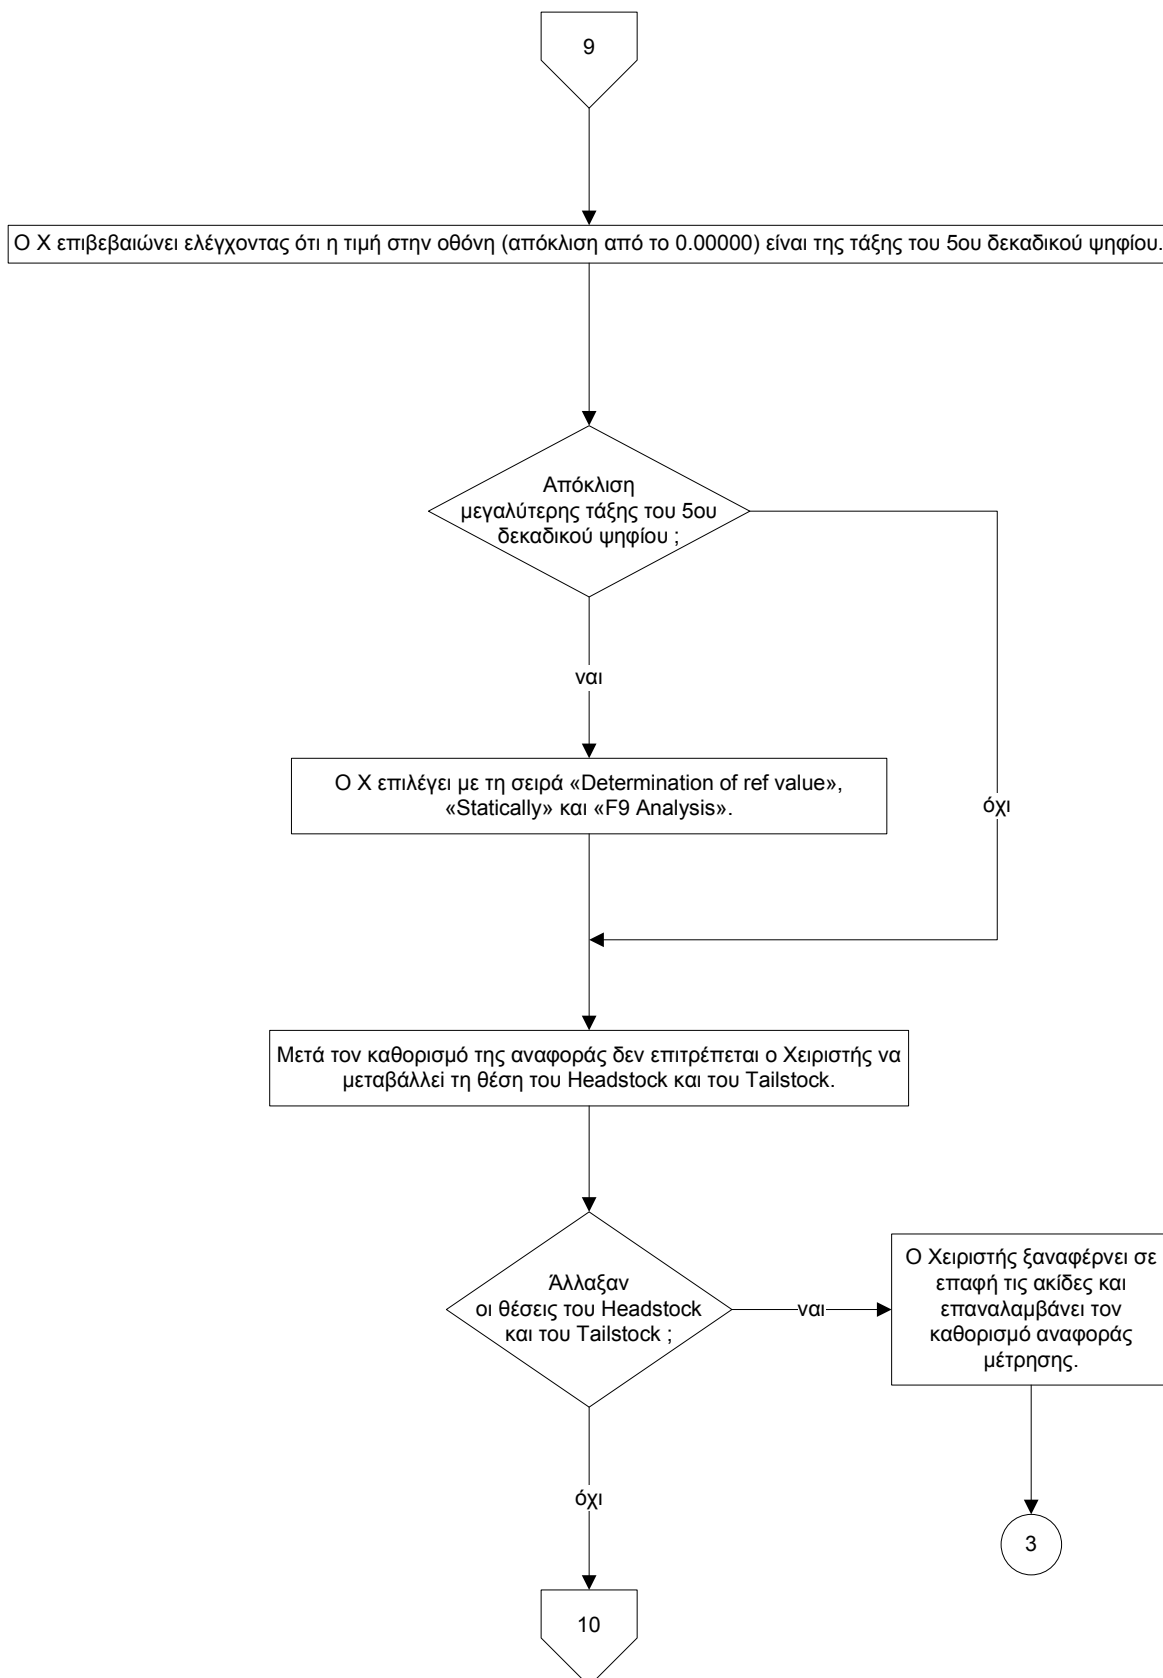 9
Ο Χ επιβεβαιώνει ελέγχοντας ότι η τιμή στην οθόνη (απόκλιση από το 0.00000) είναι της τάξης του 5ου δεκαδικού ψηφίου.
Απόκλιση
μεγαλύτερης τάξης του 5ου
δεκαδικού ψηφίου ;
ναι
όχι
Ο Χ επιλέγει με τη σειρά «Determination of ref value»,
«Statically» και «F9 Analysis».
Μετά τον καθορισμό της αναφοράς δεν επιτρέπεται ο Χειριστής να
μεταβάλλεί τη θέση του Headstock και του Tailstock.
Άλλαξαν
οι θέσεις του Headstock
και του Tailstock ;
ναι
Ο Χειριστής ξαναφέρνει σε
επαφή τις ακίδες και
επαναλαμβάνει τον
καθορισμό αναφοράς
μέτρησης.
όχι
3
10